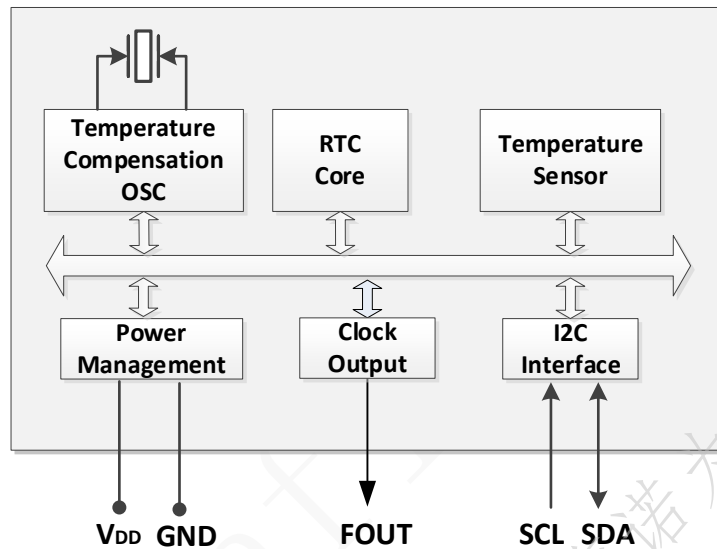 Temperature
Compensation
OSC
RTC
Core
Temperature
Sensor
Power
Management
Clock
Output
I2C
Interface
VDD GND FOUT SCL SDA